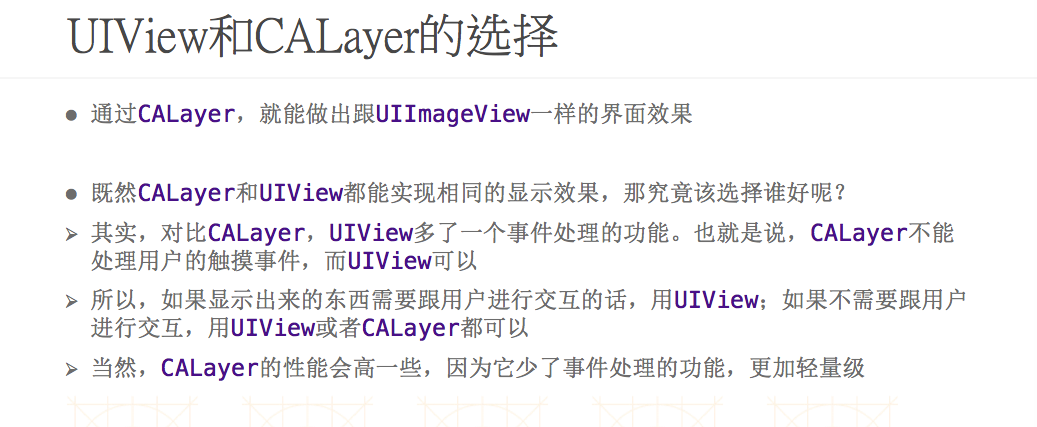 UIView和CALayer的选择
● 通过CALayer，就能做出跟UIImageView一样的界面效果
● 既然CALayer和UIView都能实现相同的显示效果，那究竟该选择谁好呢？
➢ 其实，对比CALayer，UIView多了一个事件处理的功能。也就是说，CALayer不能
处理用户的触摸事件，而UIView可以
➢ 所以，如果显示出来的东西需要跟用户进行交互的话，用UIView；如果不需要跟用户
进行交互，用UIView或者CALayer都可以
➢ 当然，CALayer的性能会高一些，因为它少了事件处理的功能，更加轻量级